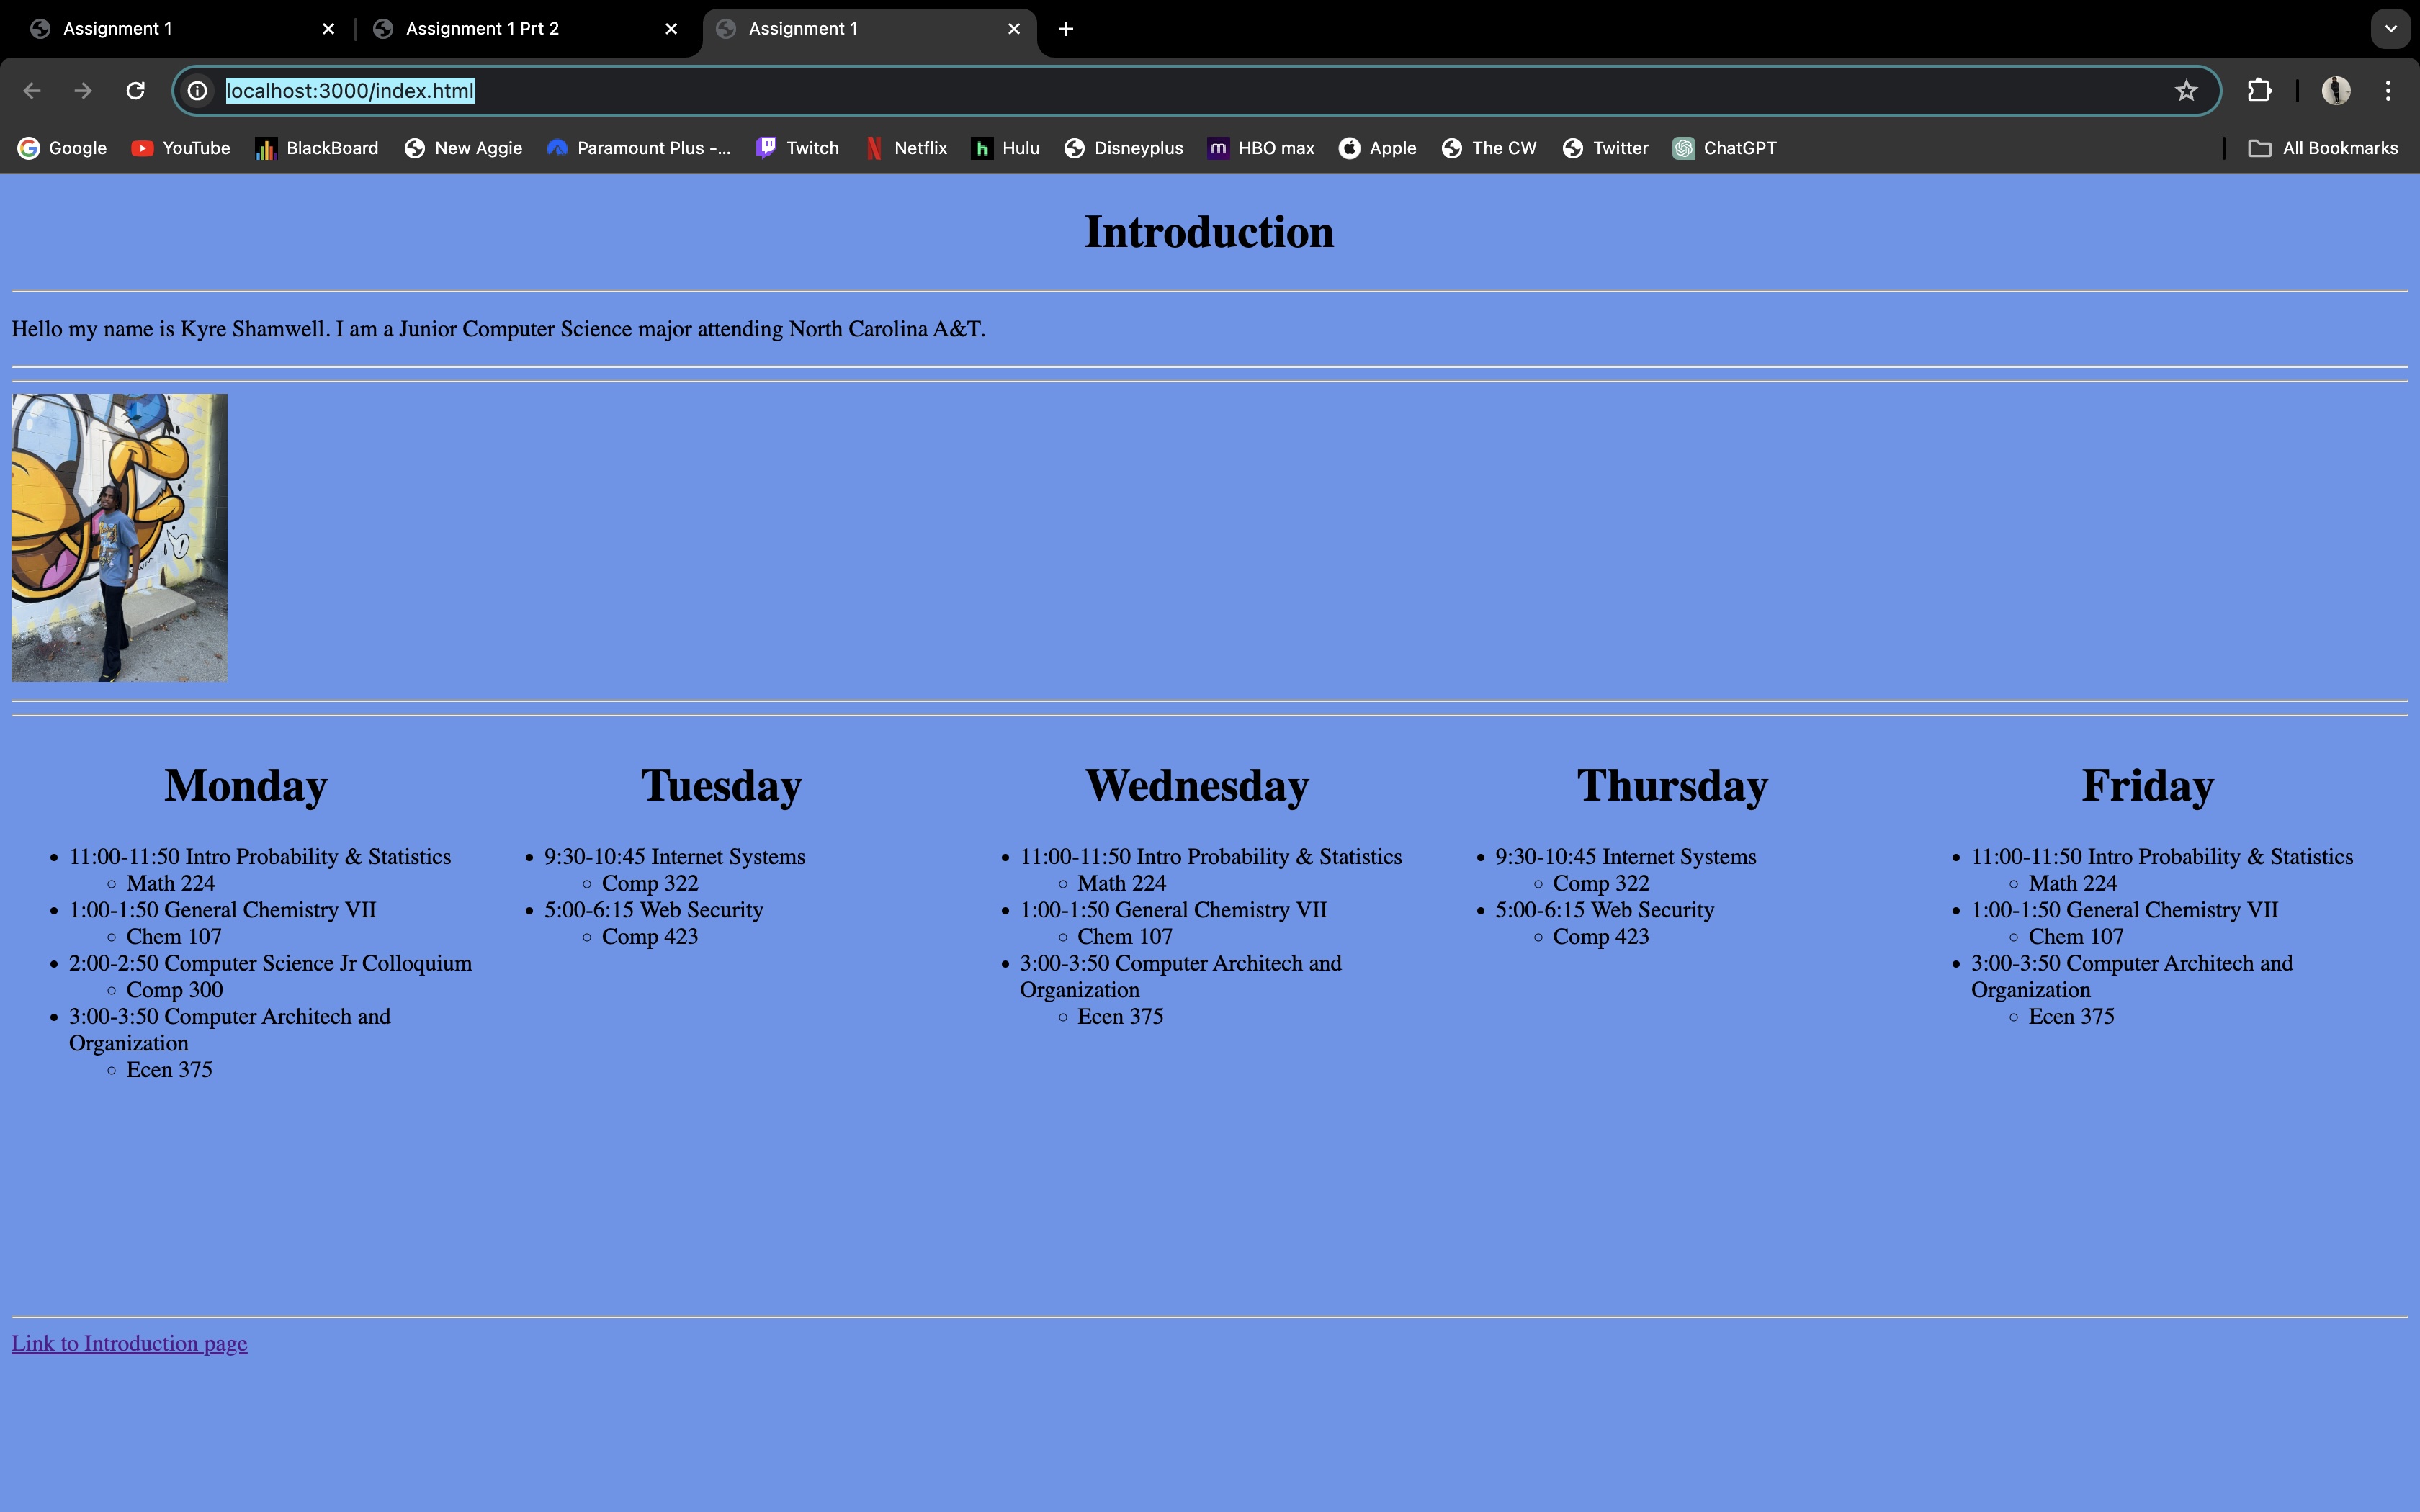 Assignment 1
Assignment 1 Prt 2
Assignment 1
localhost:3000/index.html
Google
YouTube
BlackBoard
New Aggie
Paramount Plus -...
Twitch
Netflix
Hulu
Disneyplus
HBO max
Apple
The CW
Twitter
ChatGPT
All Bookmarks
Introduction
Hello my name is Kyre Shamwell. I am a Junior Computer Science major attending North Carolina A&T.
Monday
11:00-11:50 Intro Probability & Statistics
Math 224
1:00-1:50 General Chemistry VII
Chem 107
2:00-2:50 Computer Science Jr Colloquium
Comp 300
3:00-3:50 Computer Architech and
Organization
Ecen 375
Tuesday
9:30-10:45 Internet Systems
Comp 322
5:00-6:15 Web Security
Comp 423
Wednesday
11:00-11:50 Intro Probability & Statistics
Math 224
1:00-1:50 General Chemistry VII
Chem 107
3:00-3:50 Computer Architech and
Organization
Ecen 375
Thursday
9:30-10:45 Internet Systems
Comp 322
5:00-6:15 Web Security
Comp 423
Friday
11:00-11:50 Intro Probability & Statistics
Math 224
1:00-1:50 General Chemistry VII
Chem 107
3:00-3:50 Computer Architech and
Organization
Ecen 375
Link to Introduction page